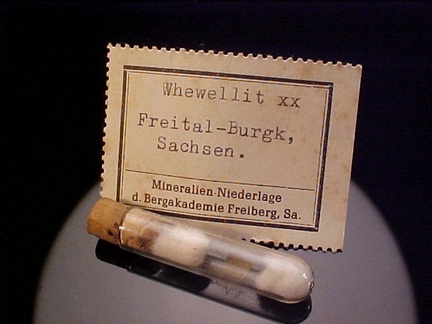 Whewellit xx
Freital-Burgk,
Sachsen.
Mineralien-Niederlage
d. Bergakademie Freiberg, Sa.